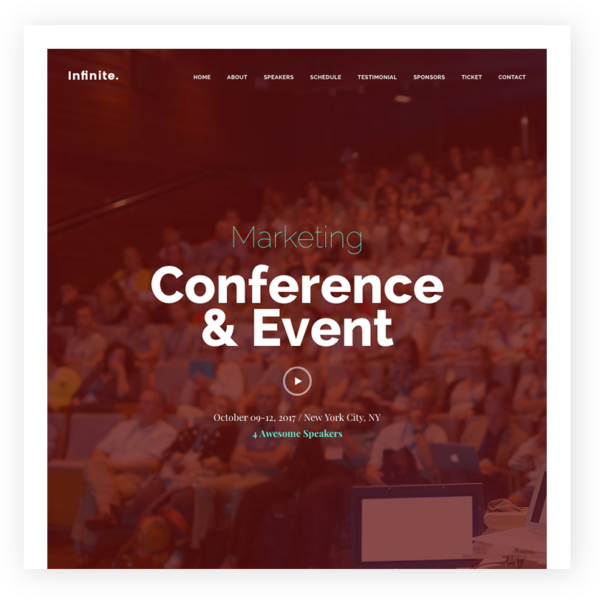 Infinite.
HOME ABOUT SPEAKERS SCHEDULE TESTIMONIAL SPONSORS TICKET CONTACT
Marketing
Conference
& Event
October 09-12, 2017 / New York City, NY
4 Awesome Speakers